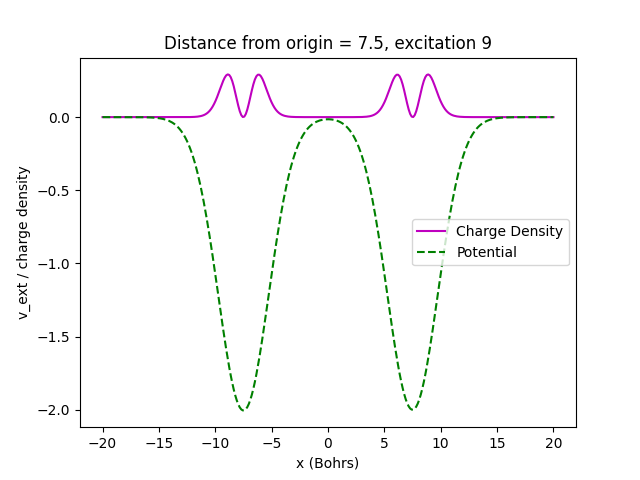 Distance from origin = 7.5, excitation 9
v_ext / charge density
0.0
−0.5
−1.0
−1.5
−2.0
Charge Density
Potential
−20
−15
−10
−5
0
5
10
15
20
x (Bohrs)